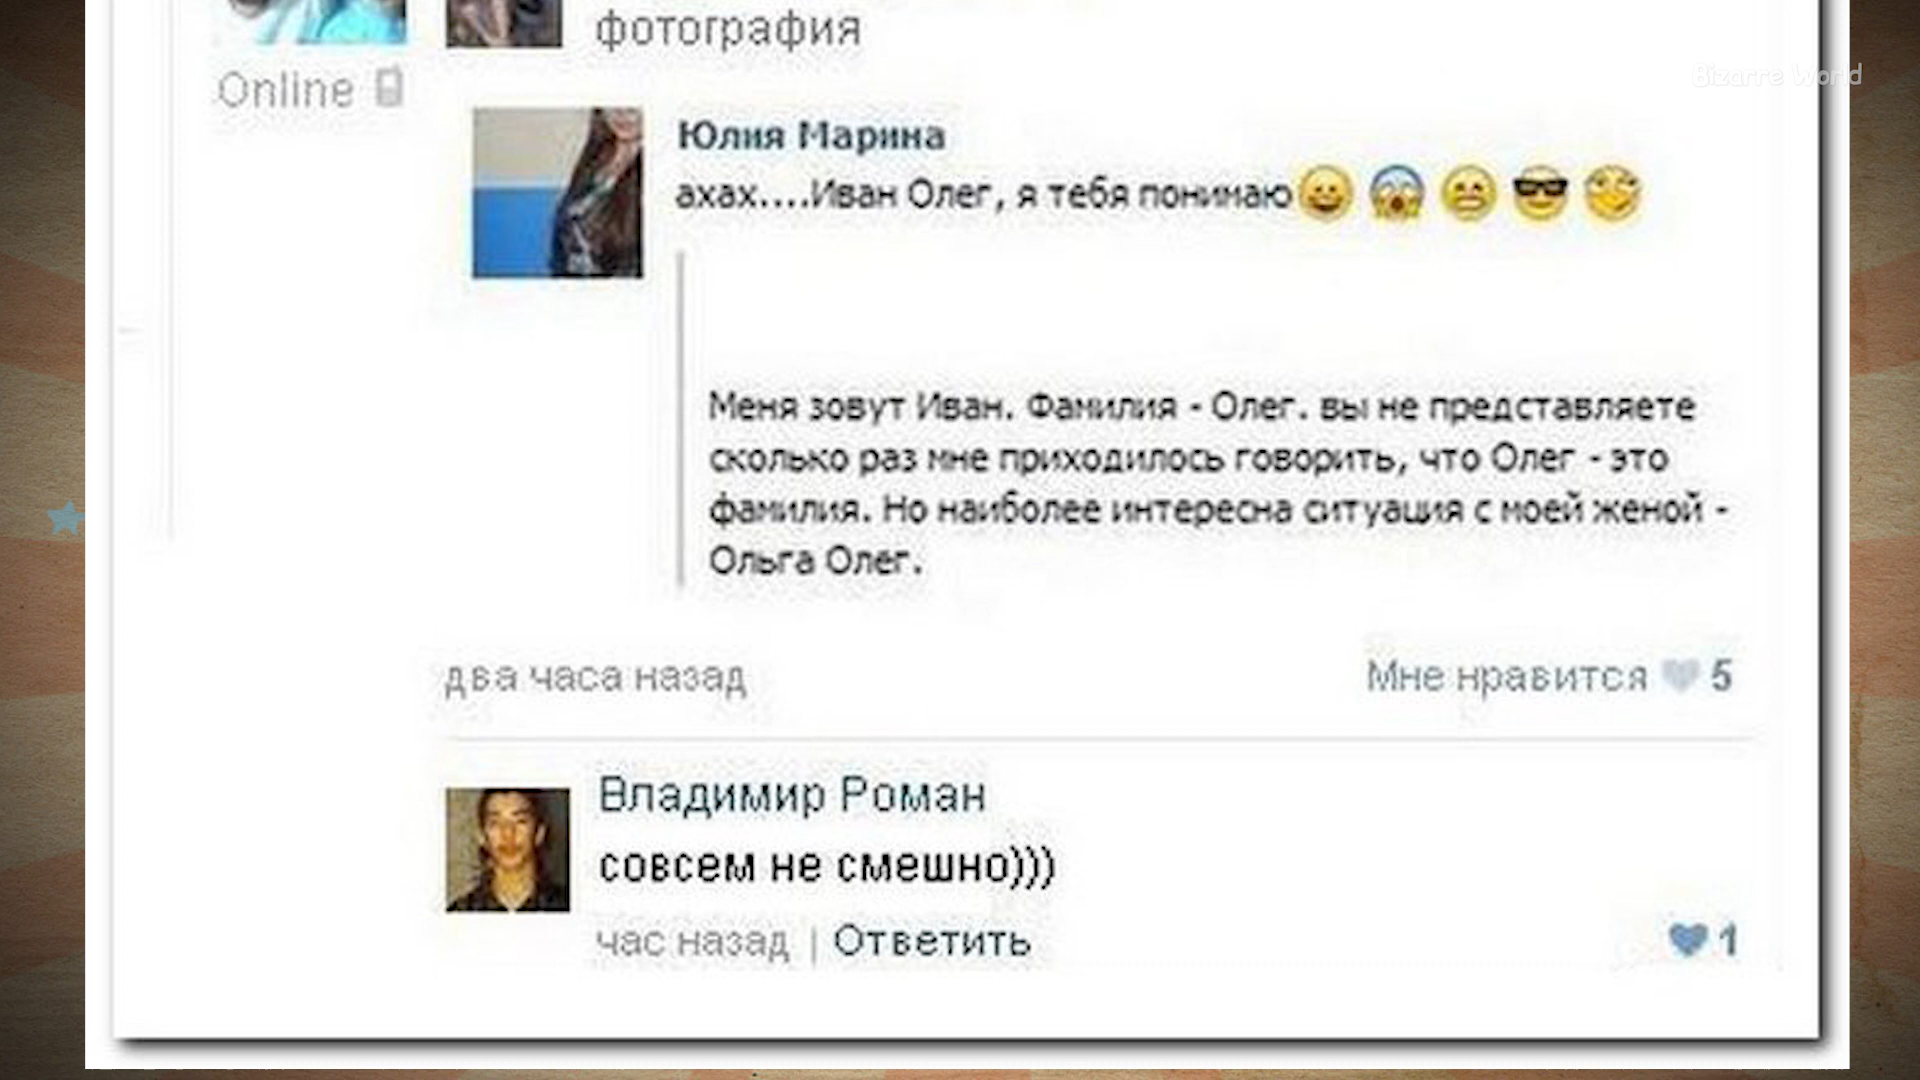 фотография
Online
Bizarre World
Юлия Марина
ахах....Иван Олег, я тебя понимаю
Меня зовут Иван. Фамилия - Олег. вы не представляете
сколько раз мне приходилось говорить, что Олег - это
фамилия. Но наиболее интересна ситуация с моей женой -
Ольга Олег.
два часа назад
Мне нравится 5
Владимир Роман
совсем не смешно)))
час назад | Ответить
1